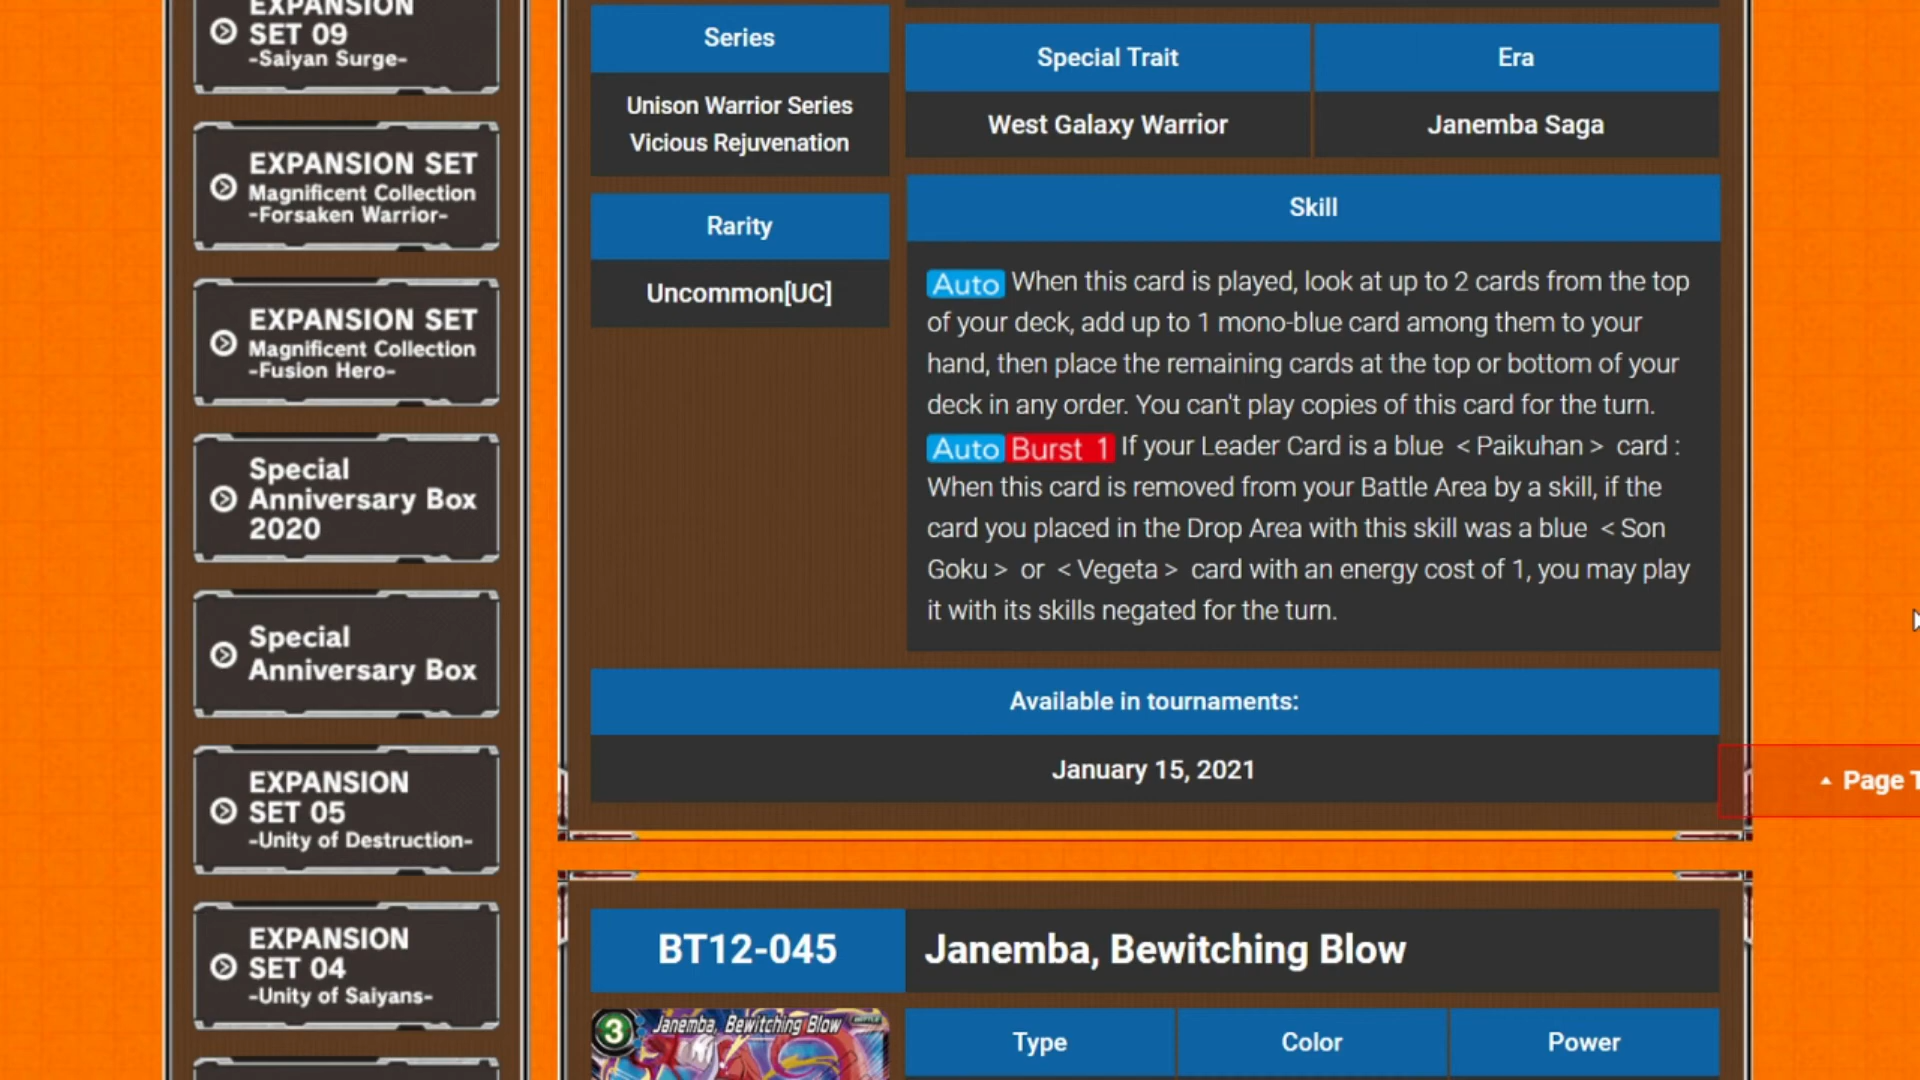 EXPANSION
SET 09
-Saiyan Surge-
EXPANSION SET
Magnificent Collection
-Forsaken Warrior-
EXPANSION SET
Magnificent Collection
-Fusion Hero-
Special
Anniversary Box
2020
Special
Anniversary Box
EXPANSION
SET 05
-Unity of Destruction-
EXPANSION
SET 04
-Unity of Saiyans-
Series
Unison Warrior Series
Vicious Rejuvenation
Rarity
Uncommon[UC]
Special Trait
Era
West Galaxy Warrior
Janemba Saga
Skill
Auto When this card is played, look at up to 2 cards from the top
of your deck, add up to 1 mono-blue card among them to your
hand, then place the remaining cards at the top or bottom of your
deck in any order. You can't play copies of this card for the turn.
Auto Burst 1 If your Leader Card is a blue <Paikuhan> card :
When this card is removed from your Battle Area by a skill, if the
card you placed in the Drop Area with this skill was a blue <Son
Goku> or <Vegeta> card with an energy cost of 1, you may play
it with its skills negated for the turn.
Available in tournaments:
January 15, 2021
Page T
BT12-045
Janemba, Bewitching Blow
3 Janemba, Bewitching Blow
Type
Color
Power